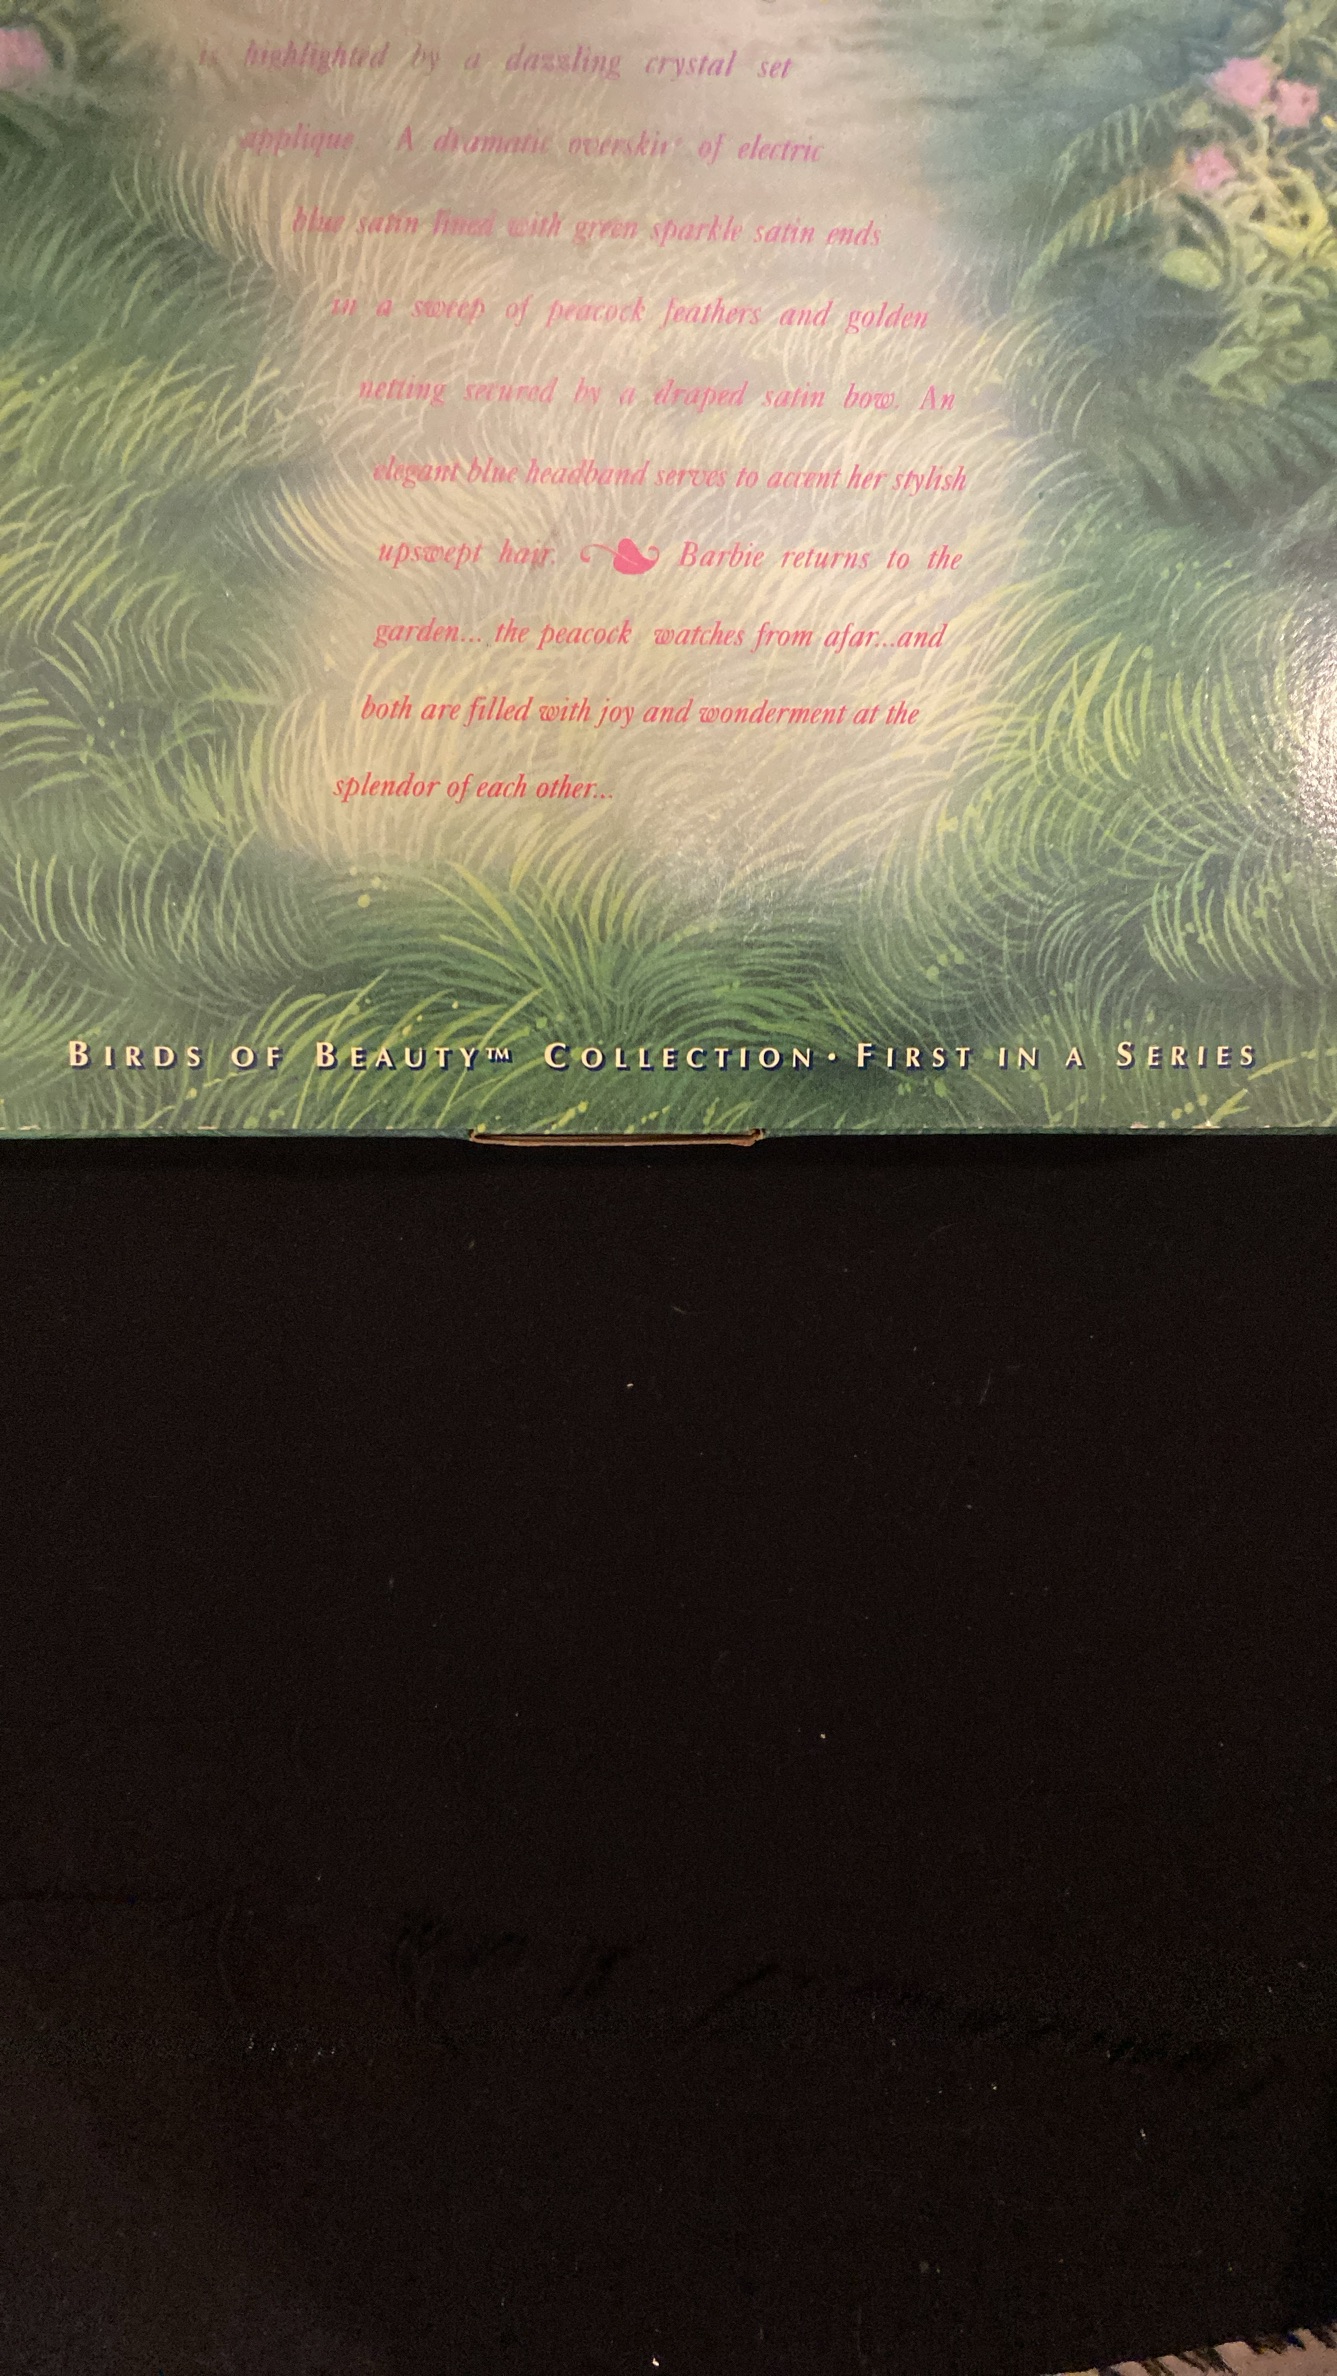 is highlighted by a dazzling crystal set
applique. A dramatic overskirt of electric
blue satin lined with green sparkle satin ends
in a sweep of peacock feathers and golden
netting secured by a draped satin bow. An
elegant blue headband serves to accent her stylish
upswept hair. Barbie returns to the
garden... the peacock watches from afar...and
both are filled with joy and wonderment at the
splendor of each other...
BIRDS OF BEAUTY™ COLLECTION • FIRST IN A SERIES